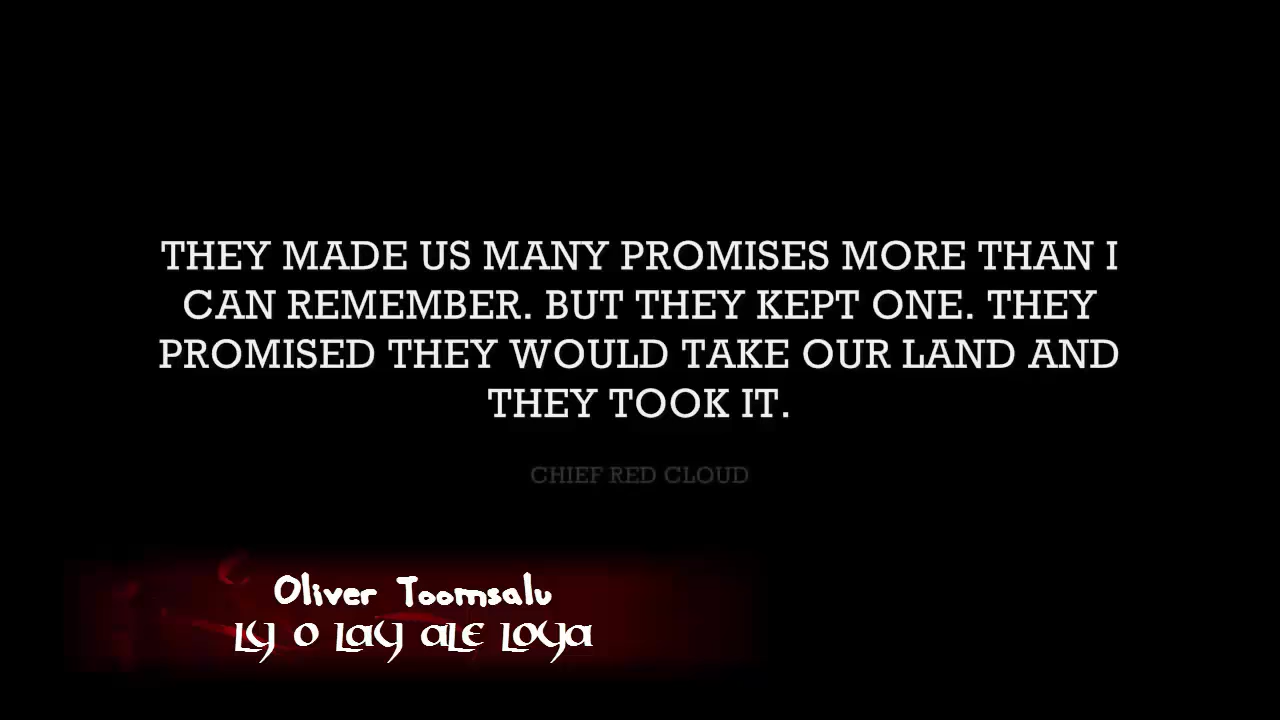 THEY MADE US MANY PROMISES MORE THAN I
CAN REMEMBER. BUT THEY KEPT ONE. THEY
PROMISED THEY WOULD TAKE OUR LAND AND
THEY TOOK IT.
CHIEF RED CLOUD
Oliver Toomsalu
Ly o Lay aLe Loya